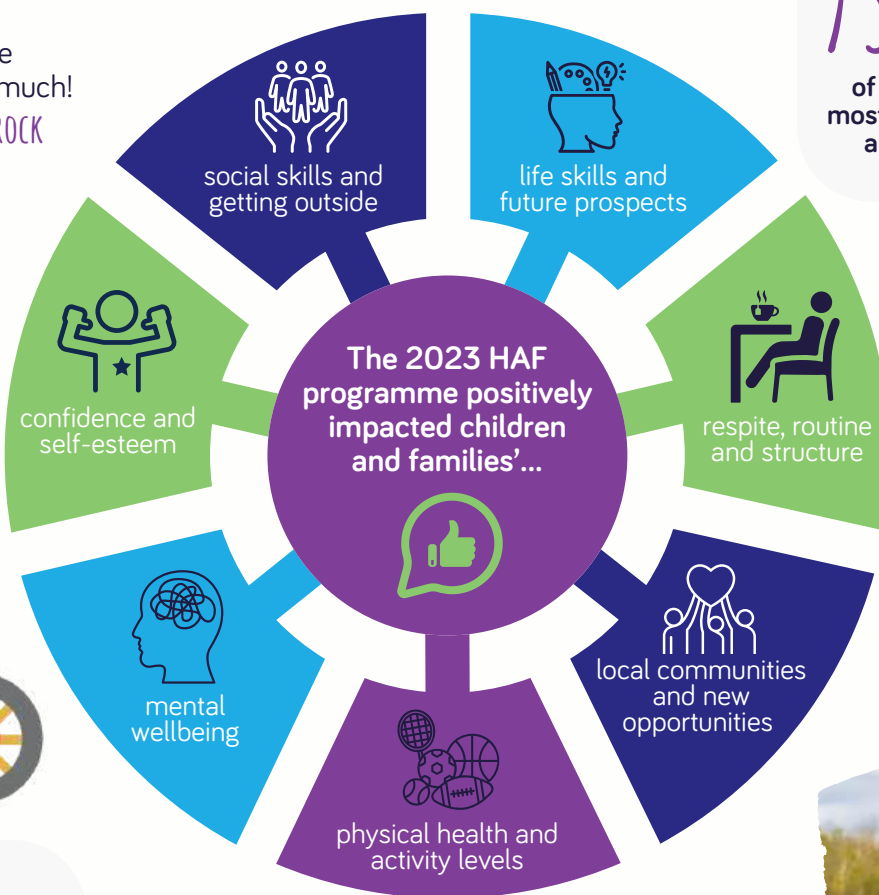 e
much!
ROCK
of
most
a
social skills and
getting outside
life skills and
future prospects
confidence and
self-esteem
The 2023 HAF
programme positively
impacted children
and families’...
respite, routine
and structure
mental
wellbeing
local communities
and new
opportunities
physical health and
activity levels